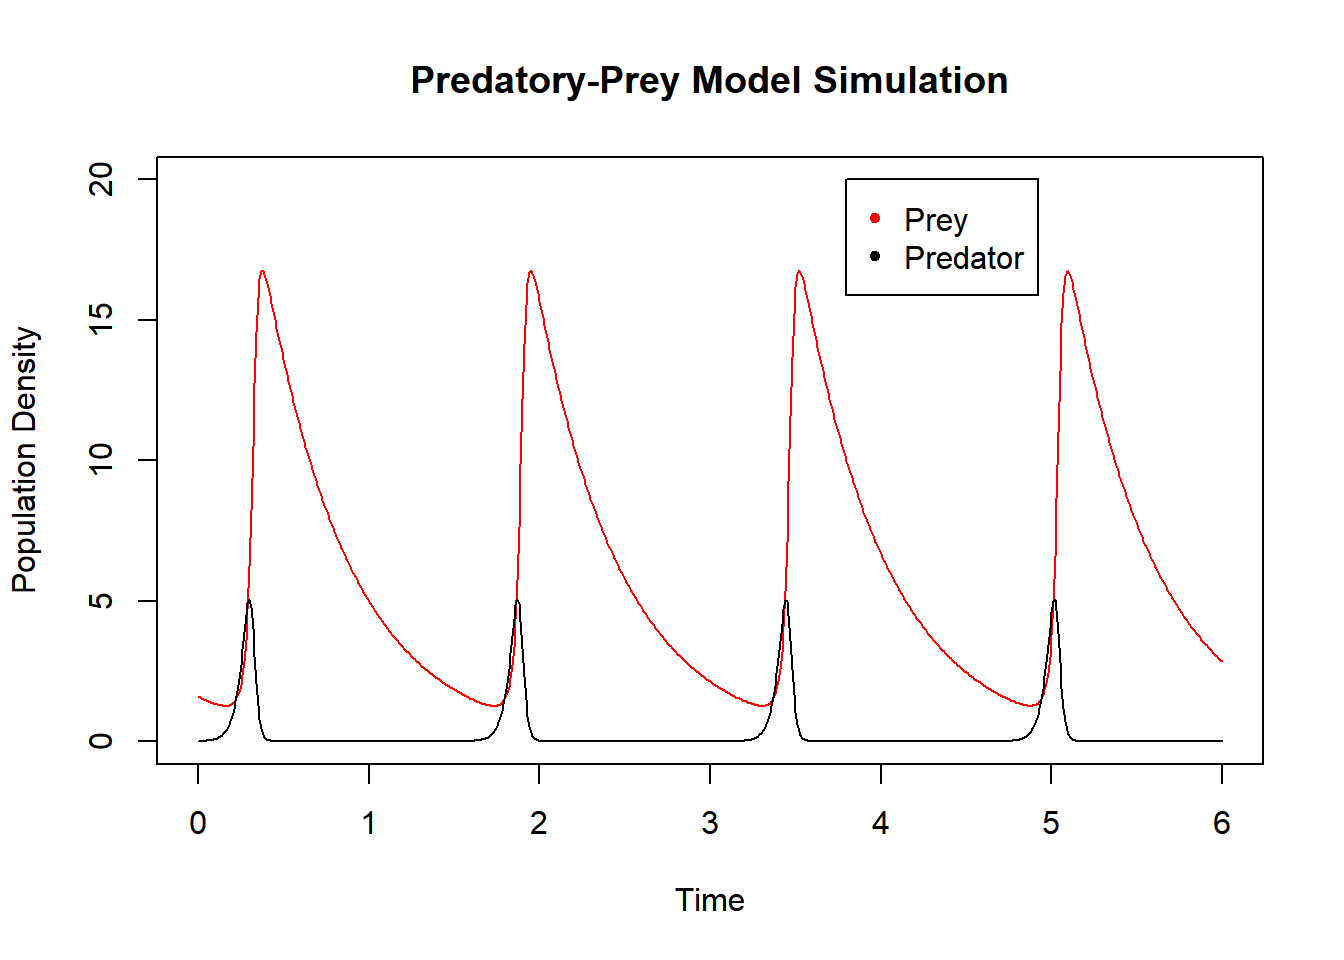 Predatory-Prey Model Simulation
20
15
10
5
0
Population Density
Prey
Predator
0 1 2 3 4 5 6
Time